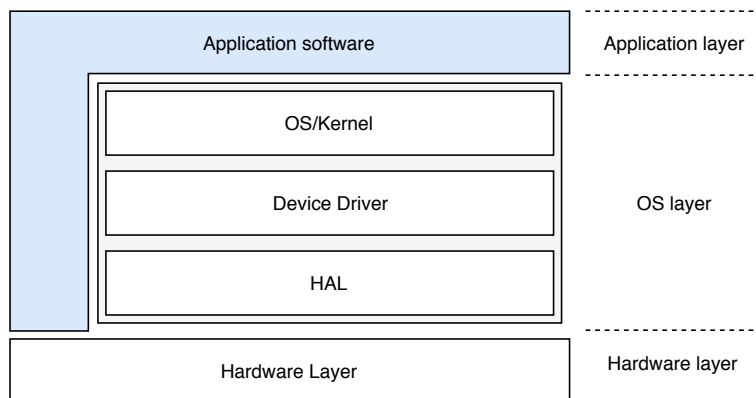 Application software
Application layer
OS/Kernel
Device Driver
OS layer
HAL
Hardware Layer
Hardware layer